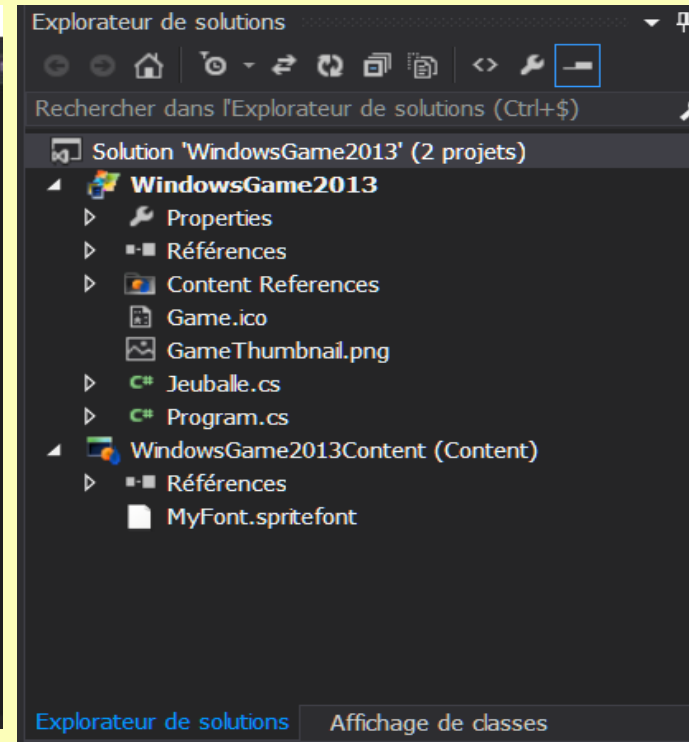 Explorateur de solutions
Rechercher dans l'Explorateur de solutions (Ctrl+$)
Solution 'WindowsGame2013' (2 projets)
WindowsGame2013
Properties
Références
Content References
Game.ico
GameThumbnail.png
C# Jeuballe.cs
C# Program.cs
WindowsGame2013Content (Content)
Références
MyFont.spritefont
Explorateur de solutions Affichage de classes